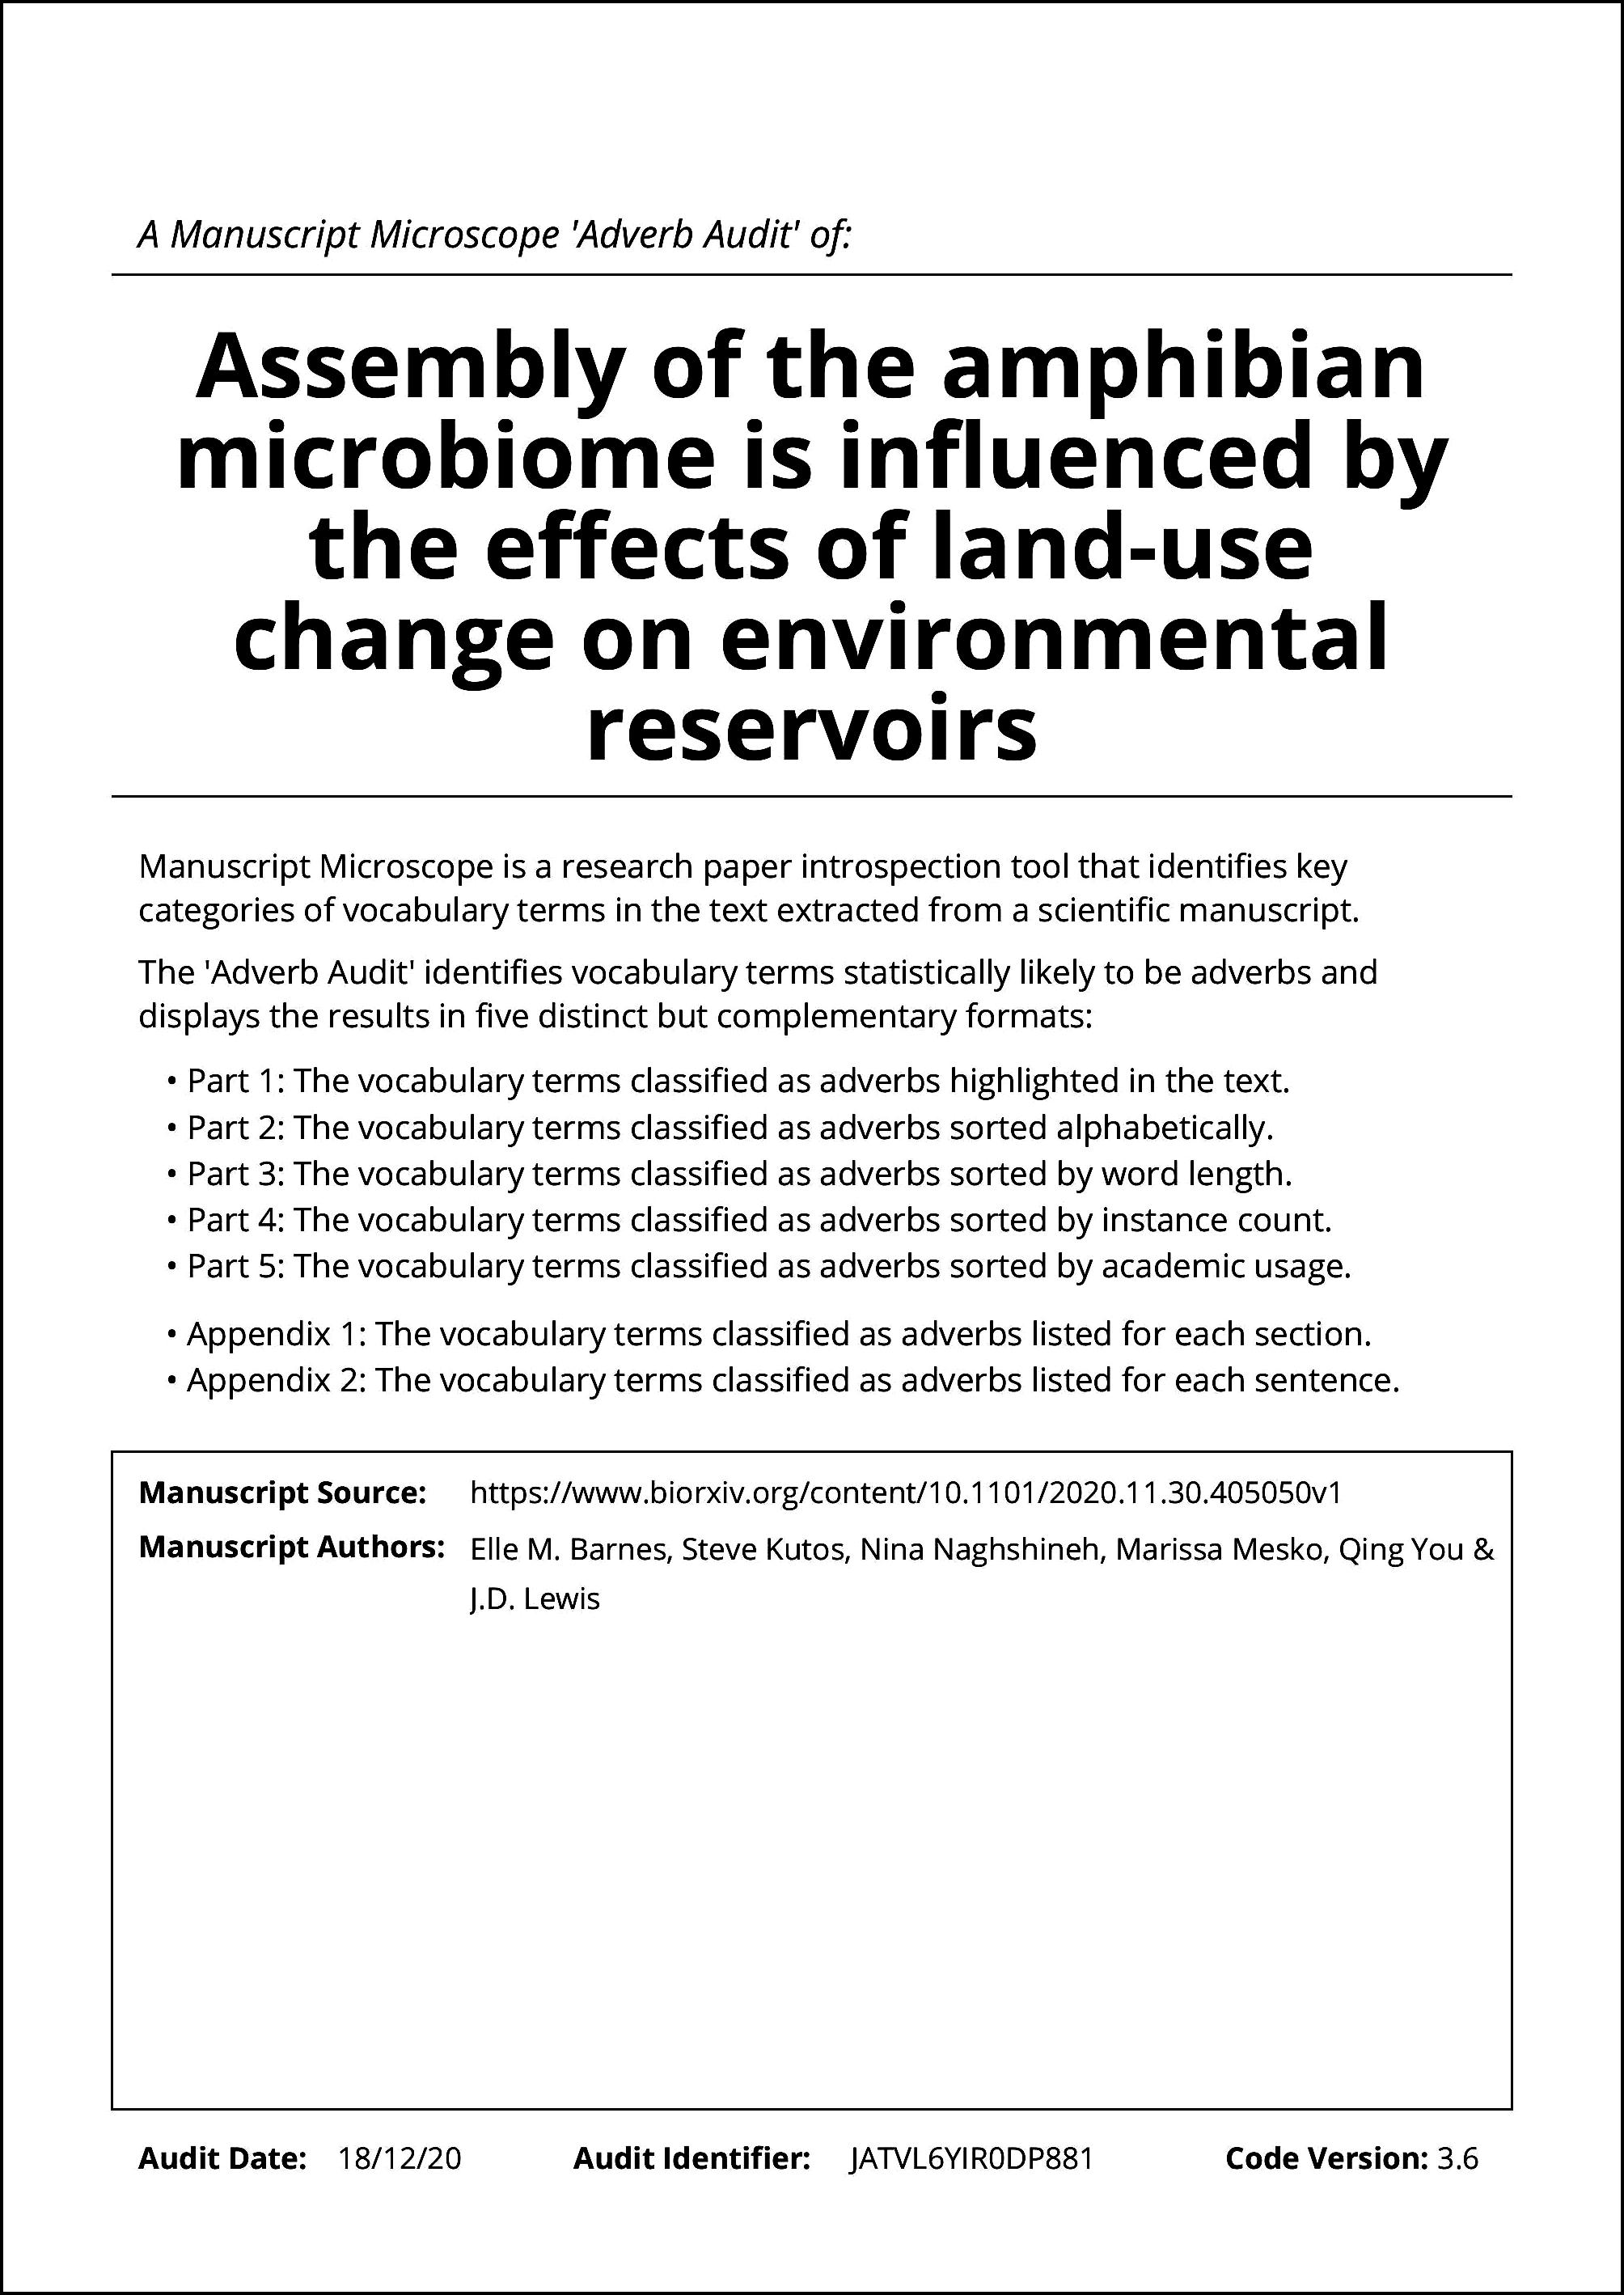 A Manuscript Microscope 'Adverb Audit' of:
Assembly of the amphibian
microbiome is influenced by
the effects of land-use
change on environmental
reservoirs
Manuscript Microscope is a research paper introspection tool that identifies key
categories of vocabulary terms in the text extracted from a scientific manuscript.
The 'Adverb Audit' identifies vocabulary terms statistically likely to be adverbs and
displays the results in five distinct but complementary formats:
• Part 1: The vocabulary terms classified as adverbs highlighted in the text.
• Part 2: The vocabulary terms classified as adverbs sorted alphabetically.
• Part 3: The vocabulary terms classified as adverbs sorted by word length.
• Part 4: The vocabulary terms classified as adverbs sorted by instance count.
• Part 5: The vocabulary terms classified as adverbs sorted by academic usage.
• Appendix 1: The vocabulary terms classified as adverbs listed for each section.
• Appendix 2: The vocabulary terms classified as adverbs listed for each sentence.
Manuscript Source: https://www.biorxiv.org/content/10.1101/2020.11.30.405050v1
Manuscript Authors: Elle M. Barnes, Steve Kutos, Nina Naghshineh, Marissa Mesko, Qing You &
J.D. Lewis
Audit Date: 18/12/20 Audit Identifier: JATVL6YIR0DP881 Code Version: 3.6